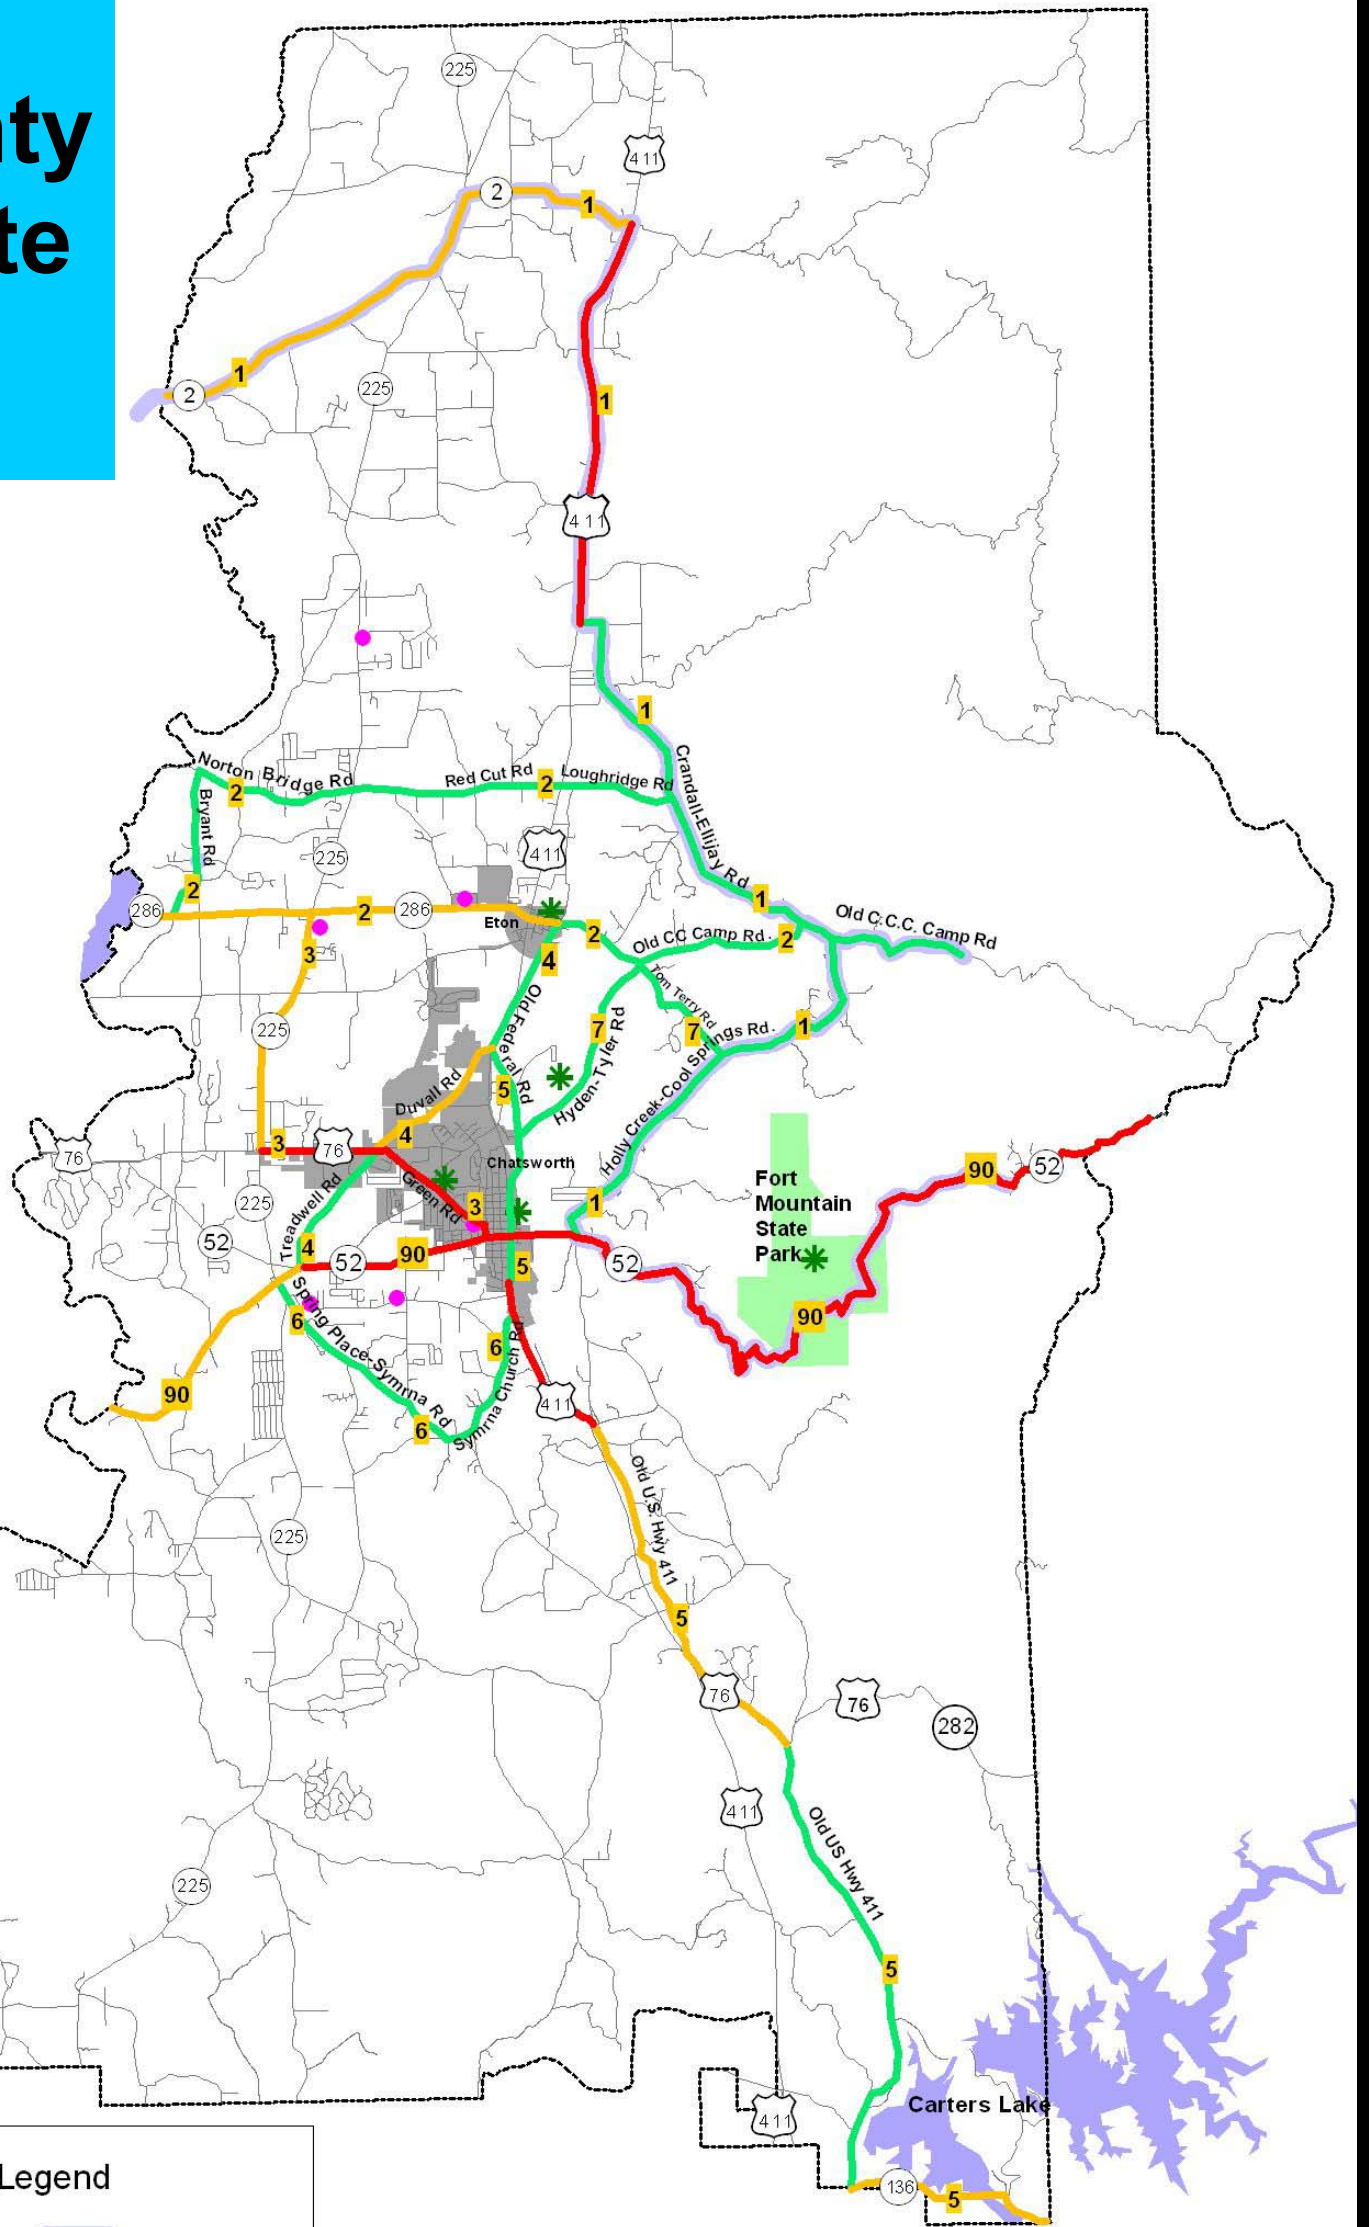 nty
te
225
411
2
1
1
2
225
1
411
1
Norton Bridge Rd
2
Red Cut Rd
2
Loughridge Rd
Crandall-Ellijay Rd
Bryant Rd
225
411
2
286
2
286
Eton
1
Old C.C.C. Camp Rd
2
Old CC Camp Rd.
2
3
4
Tom Terry Rd
225
Old Federal Rd
7
7
Holly Creek-Cool Springs Rd.
1
Hyden-Tyler Rd
5
Duvall Rd
4
3
76
76
Chatsworth
Green Rd
Treadwell Rd
225
3
1
Fort
Mountain
State
Park
90
52
52
4
52
90
5
52
90
6
Spring Place-Symrna Rd
6
Symrna Church Rd
90
6
411
Old U.S. Hwy 411
225
5
76
76
282
411
Old US Hwy 411
225
5
Carters Lake
411
136
5
Legend